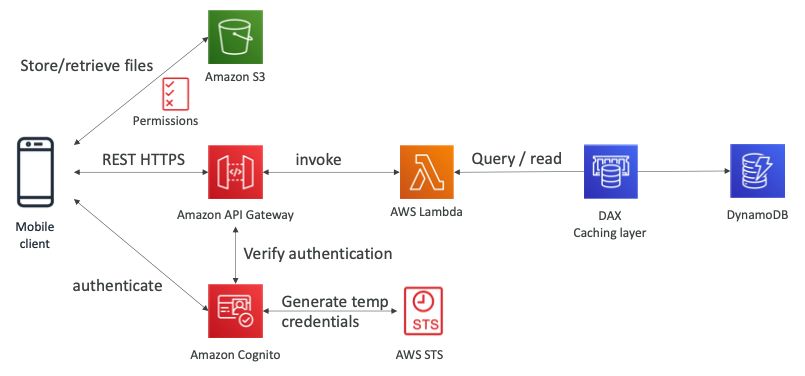 Store/retrieve files
Amazon S3
Permissions
REST HTTPS
invoke
Query / read
Mobile
client
Amazon API Gateway
AWS Lambda
DAX
Caching layer
DynamoDB
Verify authentication
authenticate
Generate temp
credentials
STS
Amazon Cognito
AWS STS